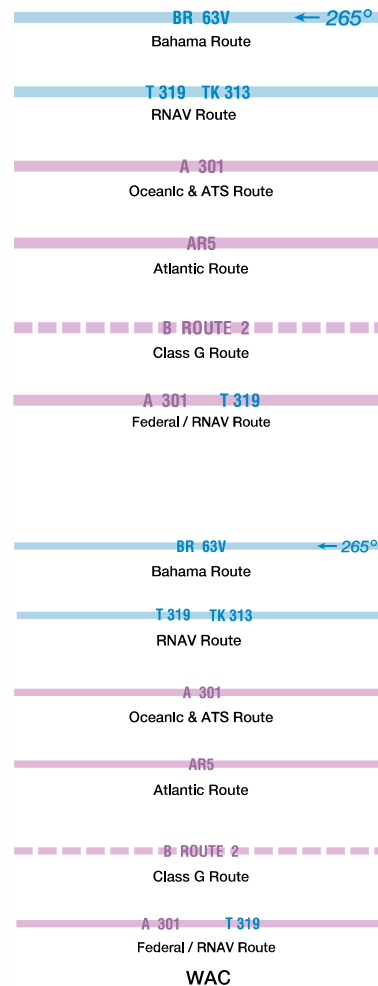 BR 63V ← 265°
Bahama Route
T 319 TK 313
RNAV Route
A 301
Oceanic & ATS Route
AR5
Atlantic Route
B ROUTE 2
Class G Route
A 301 T 319
Federal / RNAV Route
BR 63V ← 265°
Bahama Route
T 319 TK 313
RNAV Route
A 301
Oceanic & ATS Route
AR5
Atlantic Route
B ROUTE 2
Class G Route
A 301 T 319
Federal / RNAV Route
WAC